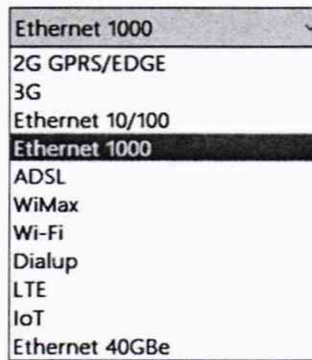 Ethernet 1000
2G GPRS/EDGE
3G
Ethernet 10/100
Ethernet 1000
ADSL
WiMax
Wi-Fi
Dialup
LTE
IoT
Ethernet 40GBe